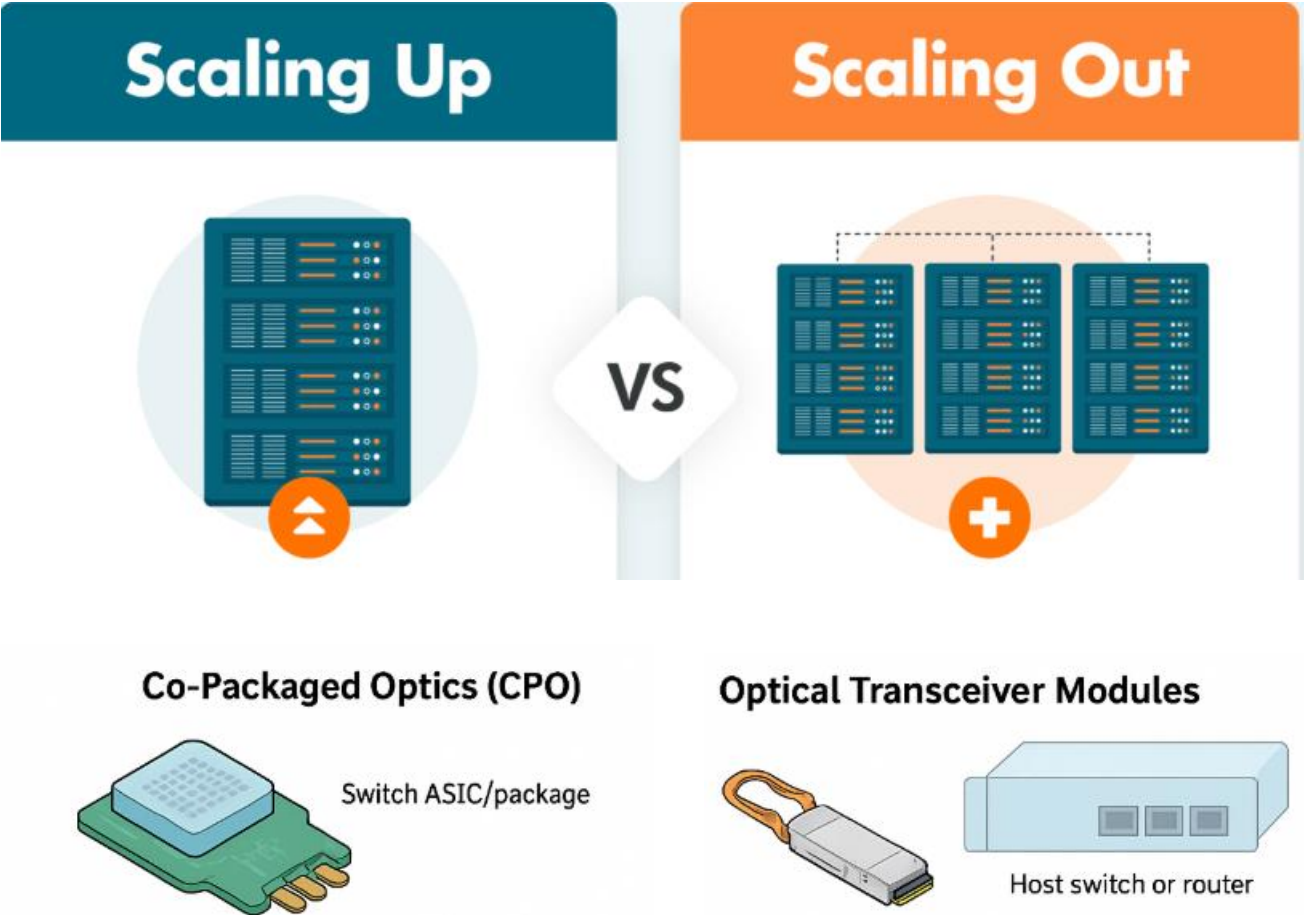 Scaling Up
Scaling Out
VS
Co-Packaged Optics (CPO)
Switch ASIC/package
Optical Transceiver Modules
Host switch or router